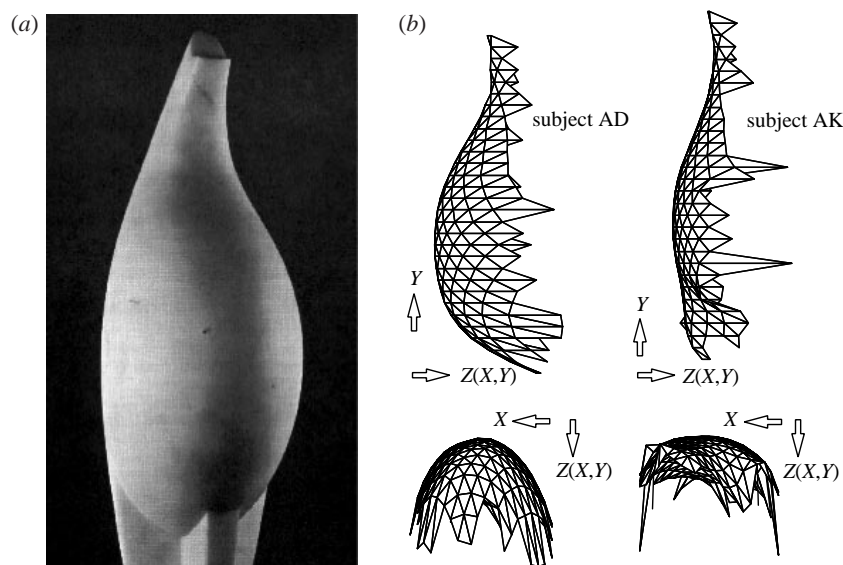 (a)
(b)
subject AD
subject AK
Y
Z(X,Y)
Y
Z(X,Y)
X
Z(X,Y)
X
Z(X,Y)